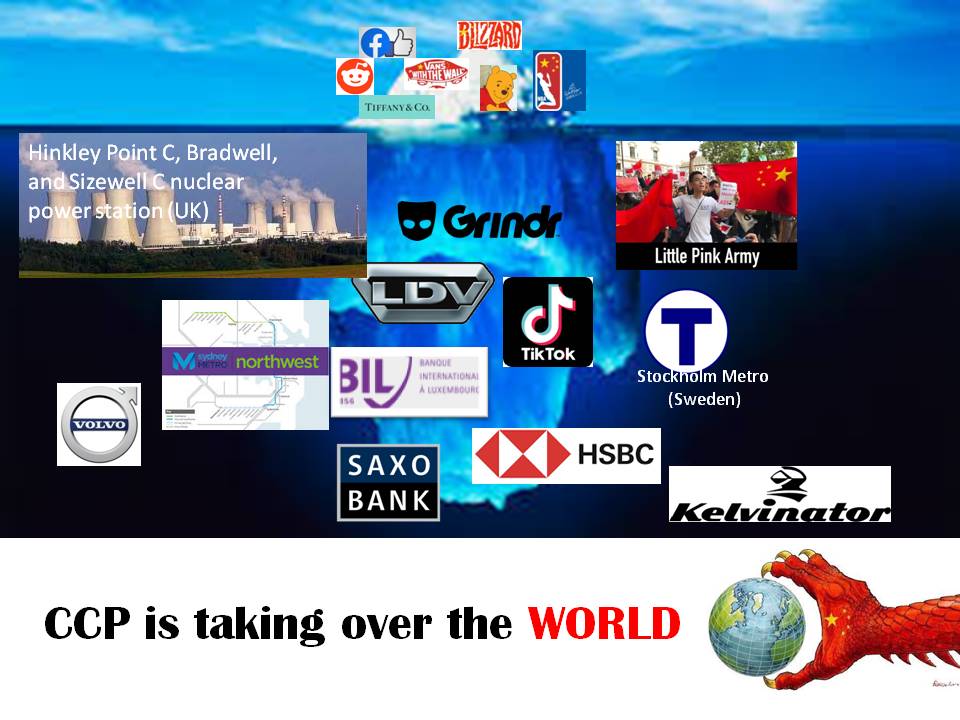 BLIZZARD
VANS
"WITH THE WALL"
TIFFANY & CO.
NBA
Hinkley Point C, Bradwell,
and Sizewell C nuclear
power station (UK)
Grindr
Little Pink Army
LDV
TikTok
T
Stockholm Metro
(Sweden)
sydney
METRO
northwest
BIL
BANQUE
INTERNATIONALE
À LUXEMBOURG
VOLVO
SAXO
BANK
HSBC
Kelvinator
CCP is taking over the WORLD